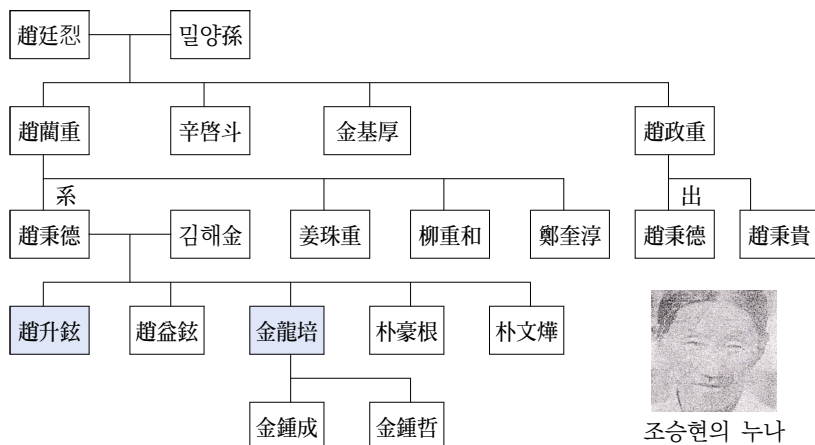 趙廷烈
밀양孫
趙藺重
辛啓斗
金基厚
趙政重
系
出
趙秉德
김해金
姜珠重
柳重和
鄭奎淳
趙秉德
趙秉貴
趙升鉉
趙益鉉
金龍培
朴豪根
朴文燁
金鍾成
金鍾哲
조승현의 누나